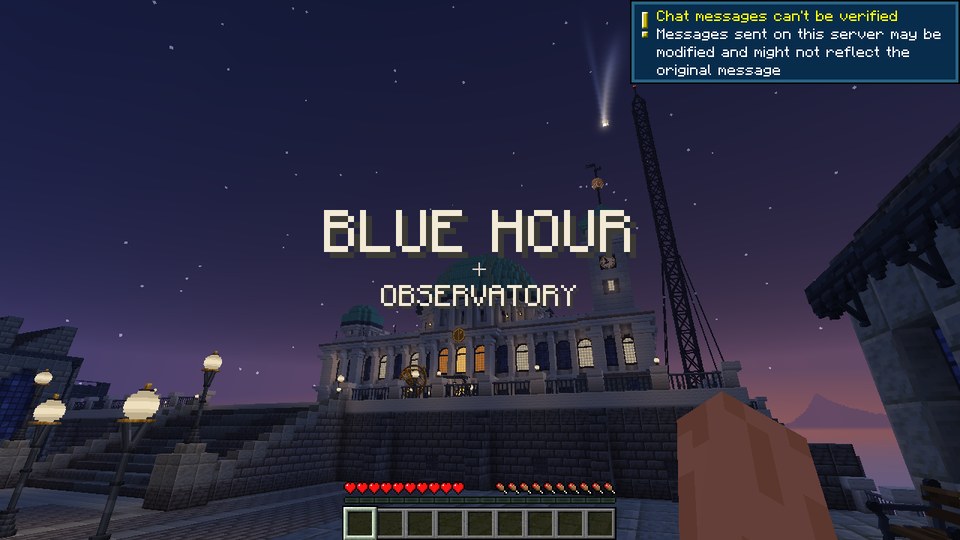 Chat messages can't be verified
Messages sent on this server may be
modified and might not reflect the
original message
BLUE HOUR
OBSERVATORY